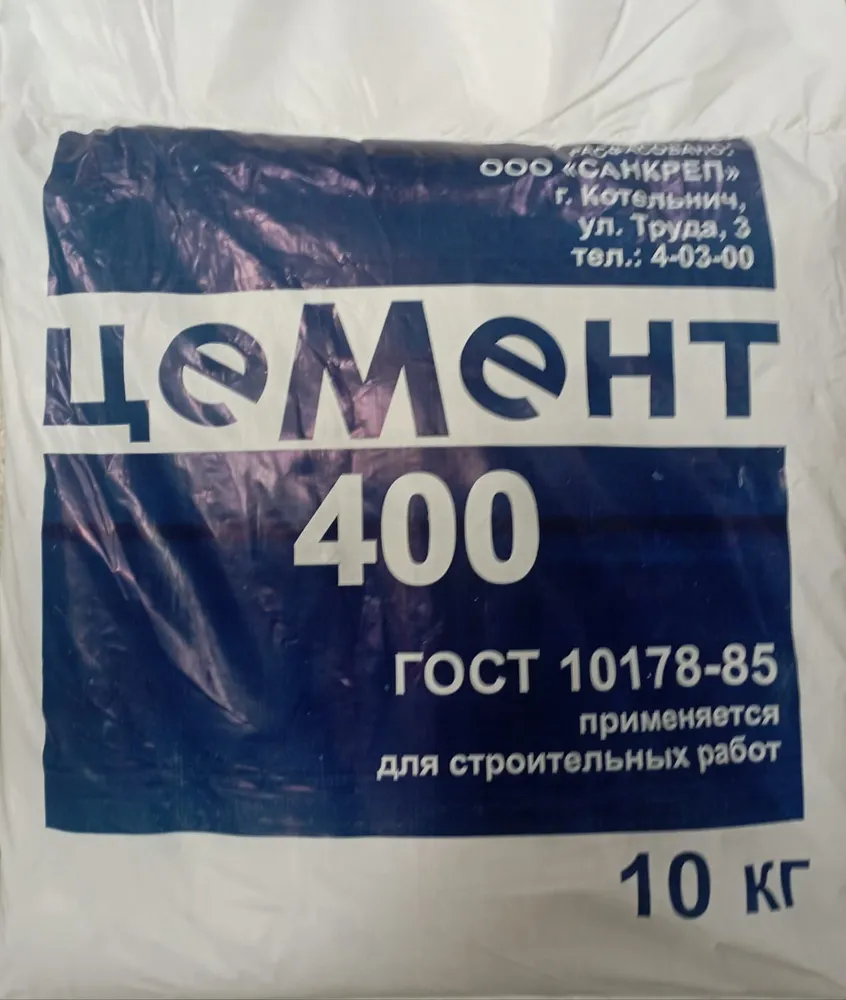 РАСФАСОВАНО:
ООО «САНКРЕП»
г. Котельнич,
ул. Труда, 3
тел.: 4-03-00
цемент
400
ГОСТ 10178-85
применяется
для строительных работ
10 кг